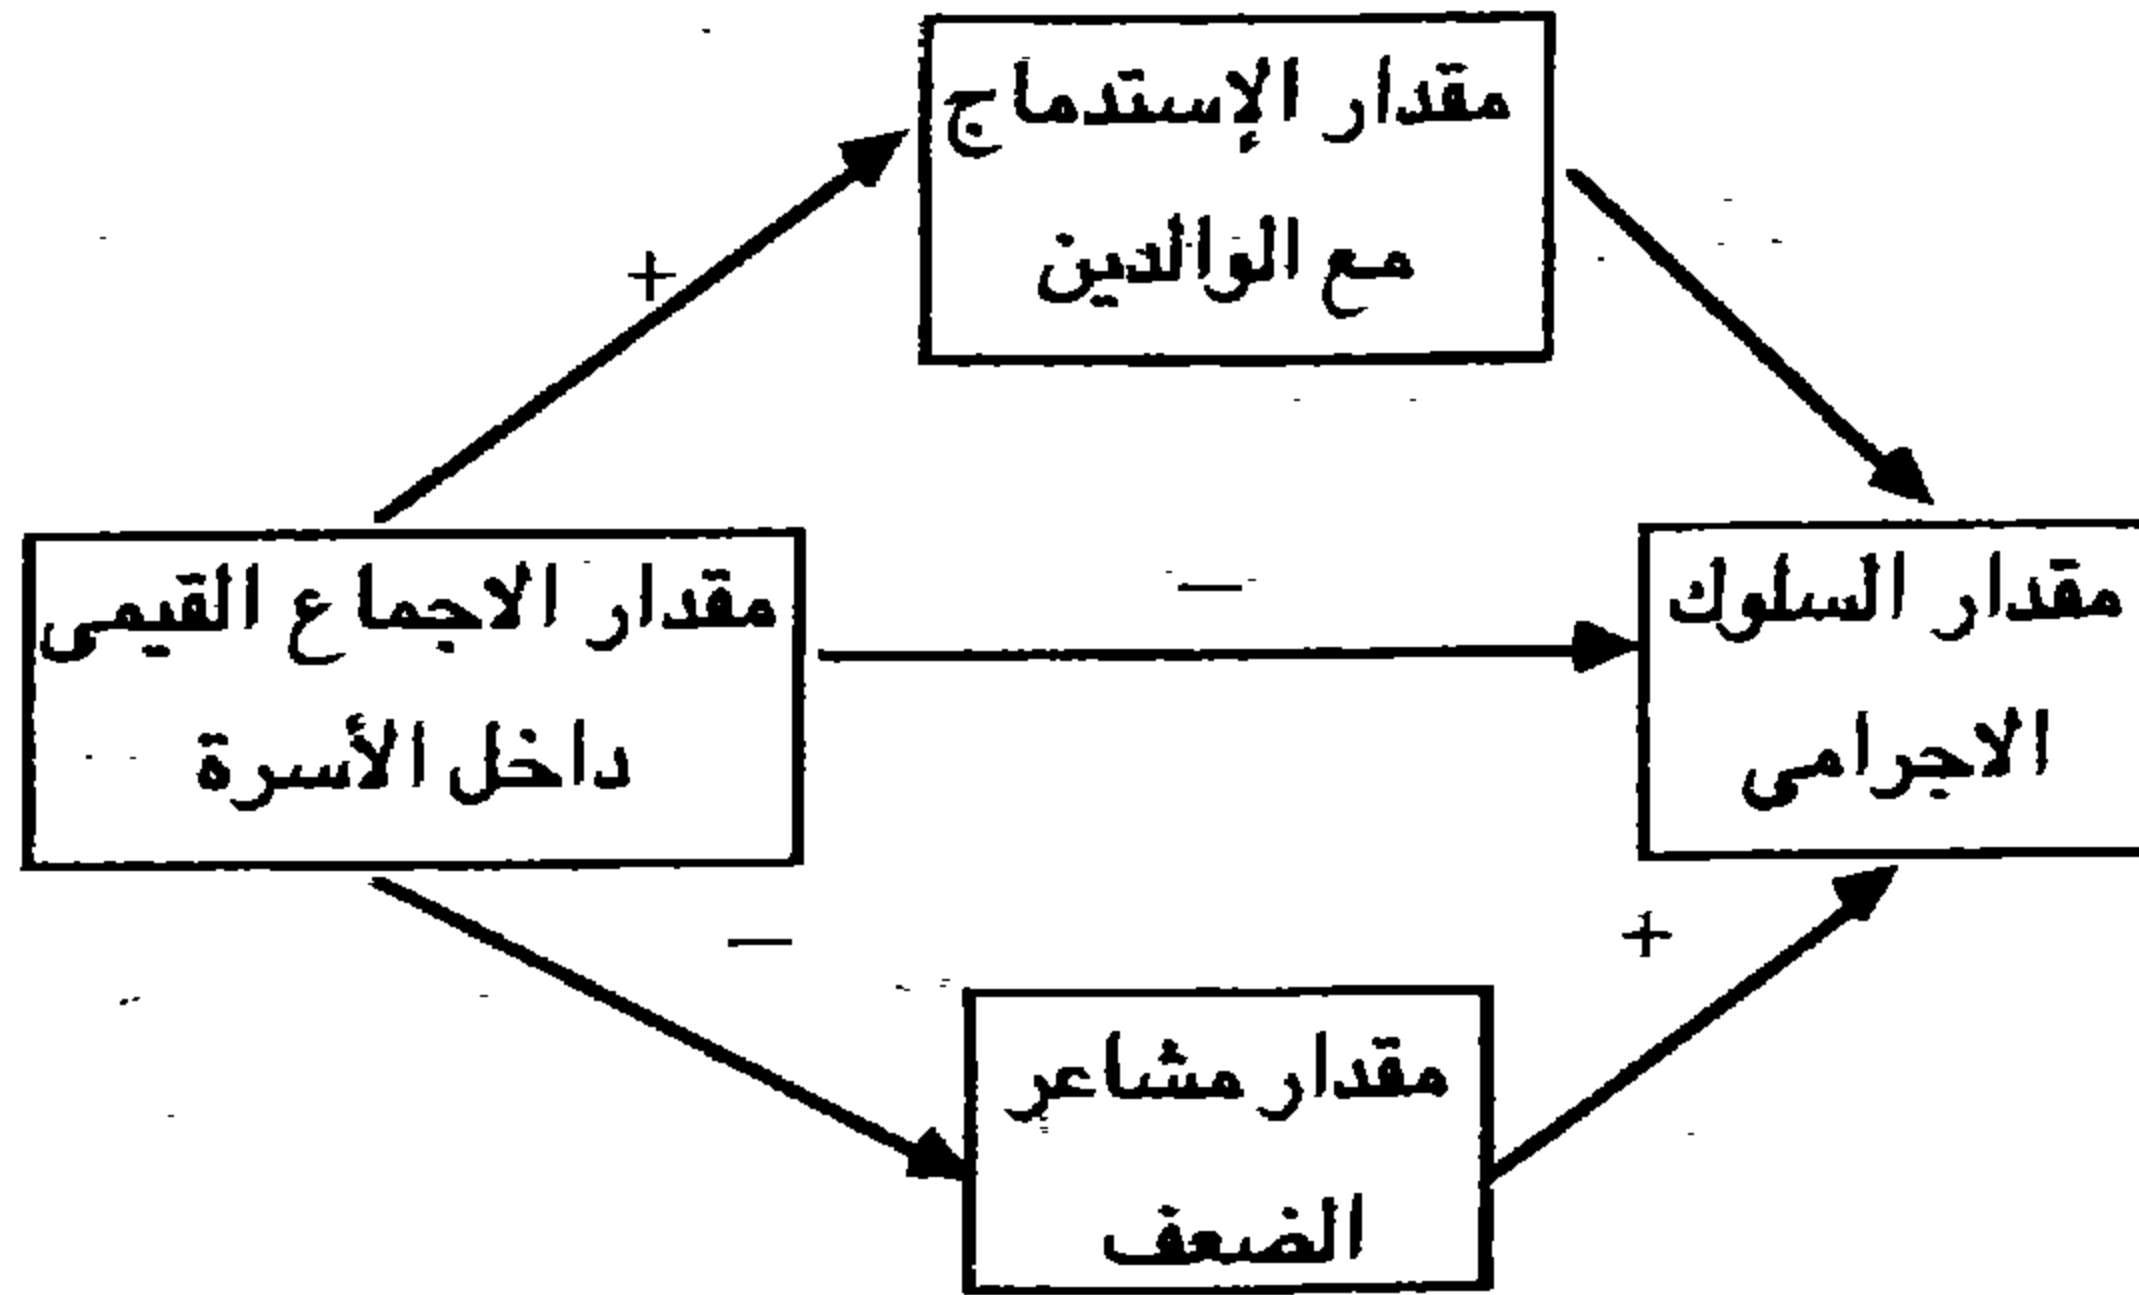 مقدار الإستدماج
مع الوالدين
+
—
مقدار السلوك
الاجرامى
مقدار الاجماع القيمى
داخل الأسرة
—
+
مقدار مشاعر
الضعف